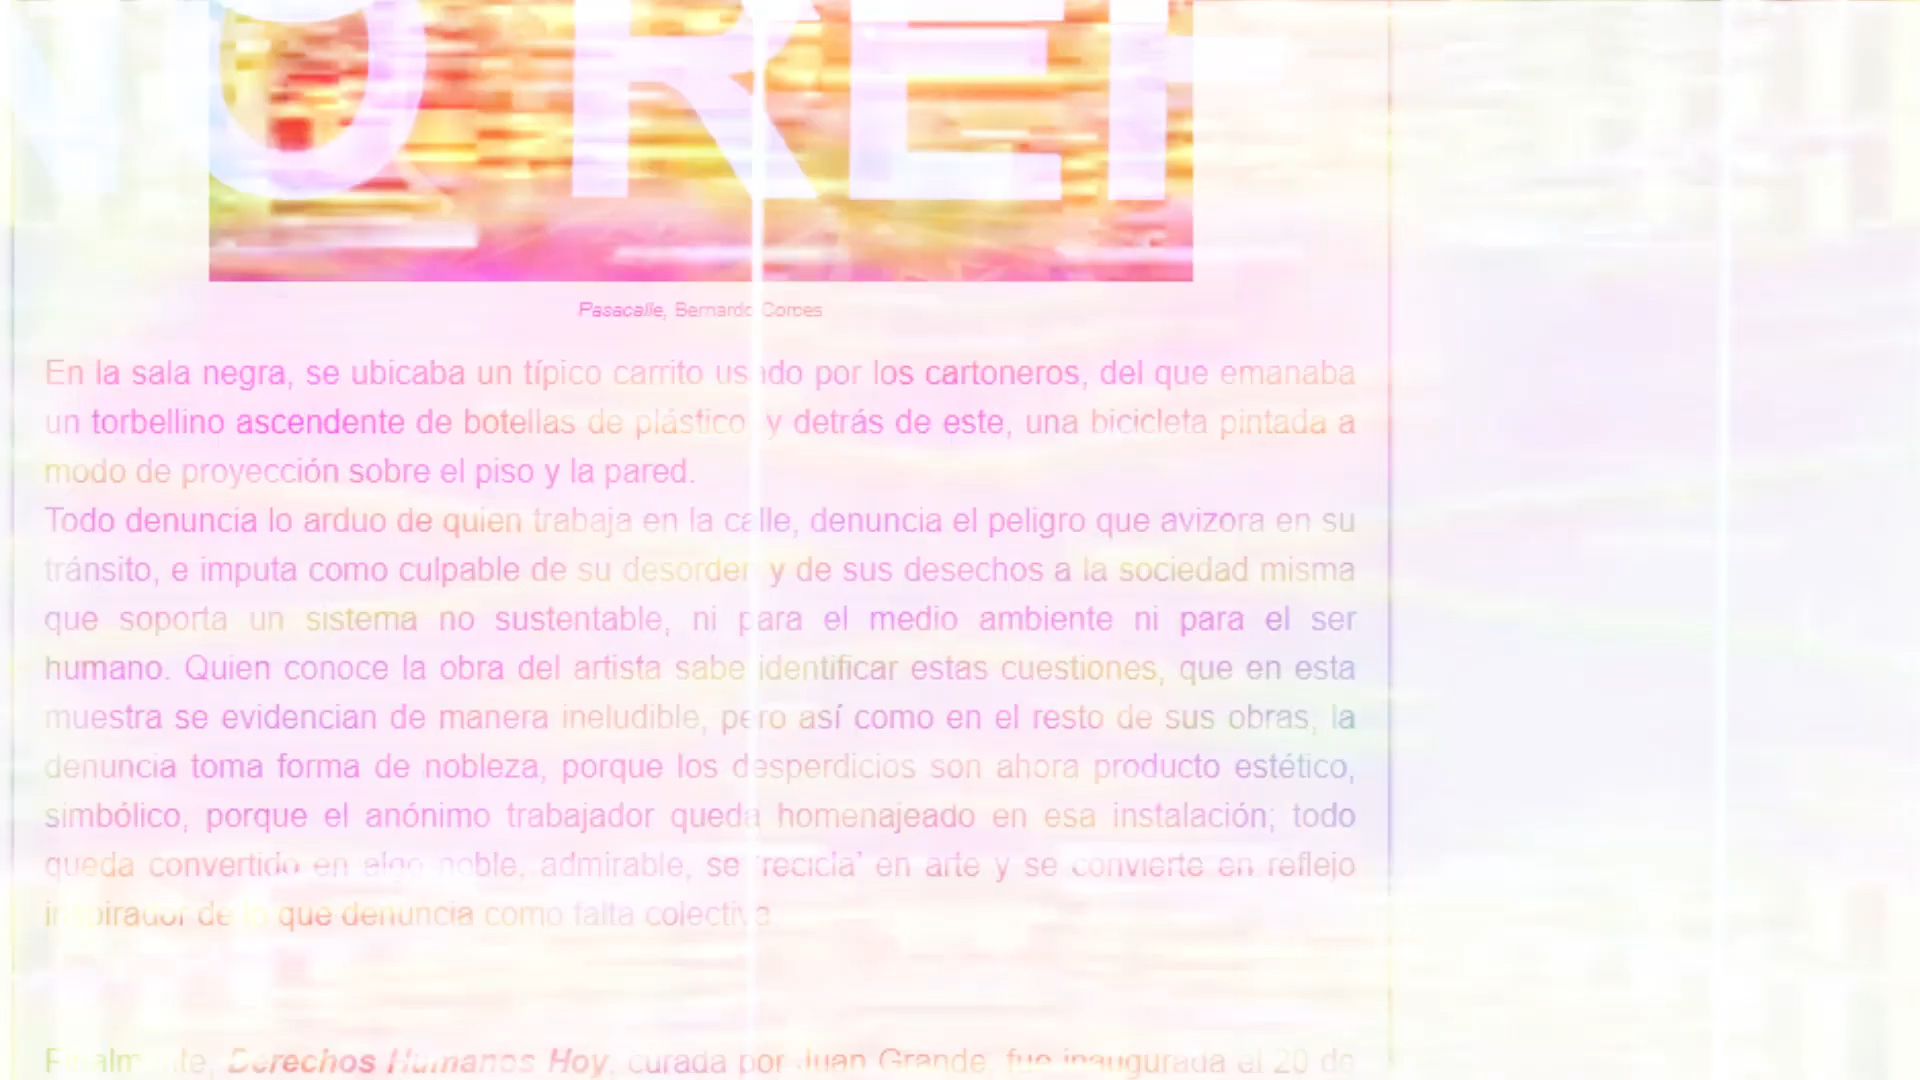 NO REF
Pasacalle, Bernardo Corces
En la sala negra, se ubicaba un típico carrito usado por los cartoneros, del que emanaba
un torbellino ascendente de botellas de plástico y detrás de este, una bicicleta pintada a
modo de proyección sobre el piso y la pared.
Todo denuncia lo arduo de quien trabaja en la calle, denuncia el peligro que avizora en su
tránsito, e imputa como culpable de su desorden y de sus desechos a la sociedad misma
que soporta un sistema no sustentable, ni para el medio ambiente ni para el ser
humano. Quien conoce la obra del artista sabe identificar estas cuestiones, que en esta
muestra se evidencian de manera ineludible, pero así como en el resto de sus obras, la
denuncia toma forma de nobleza, porque los desperdicios son ahora producto estético,
simbólico, porque el anónimo trabajador queda homenajeado en esa instalación; todo
queda convertido en algo noble, admirable, se 'recicla' en arte y se convierte en reflejo
inspirador de lo que denuncia como falta colectiva
Finalmente, Derechos Humanos Hoy, curada por Juan Grande, fue inaugurada el 20 de